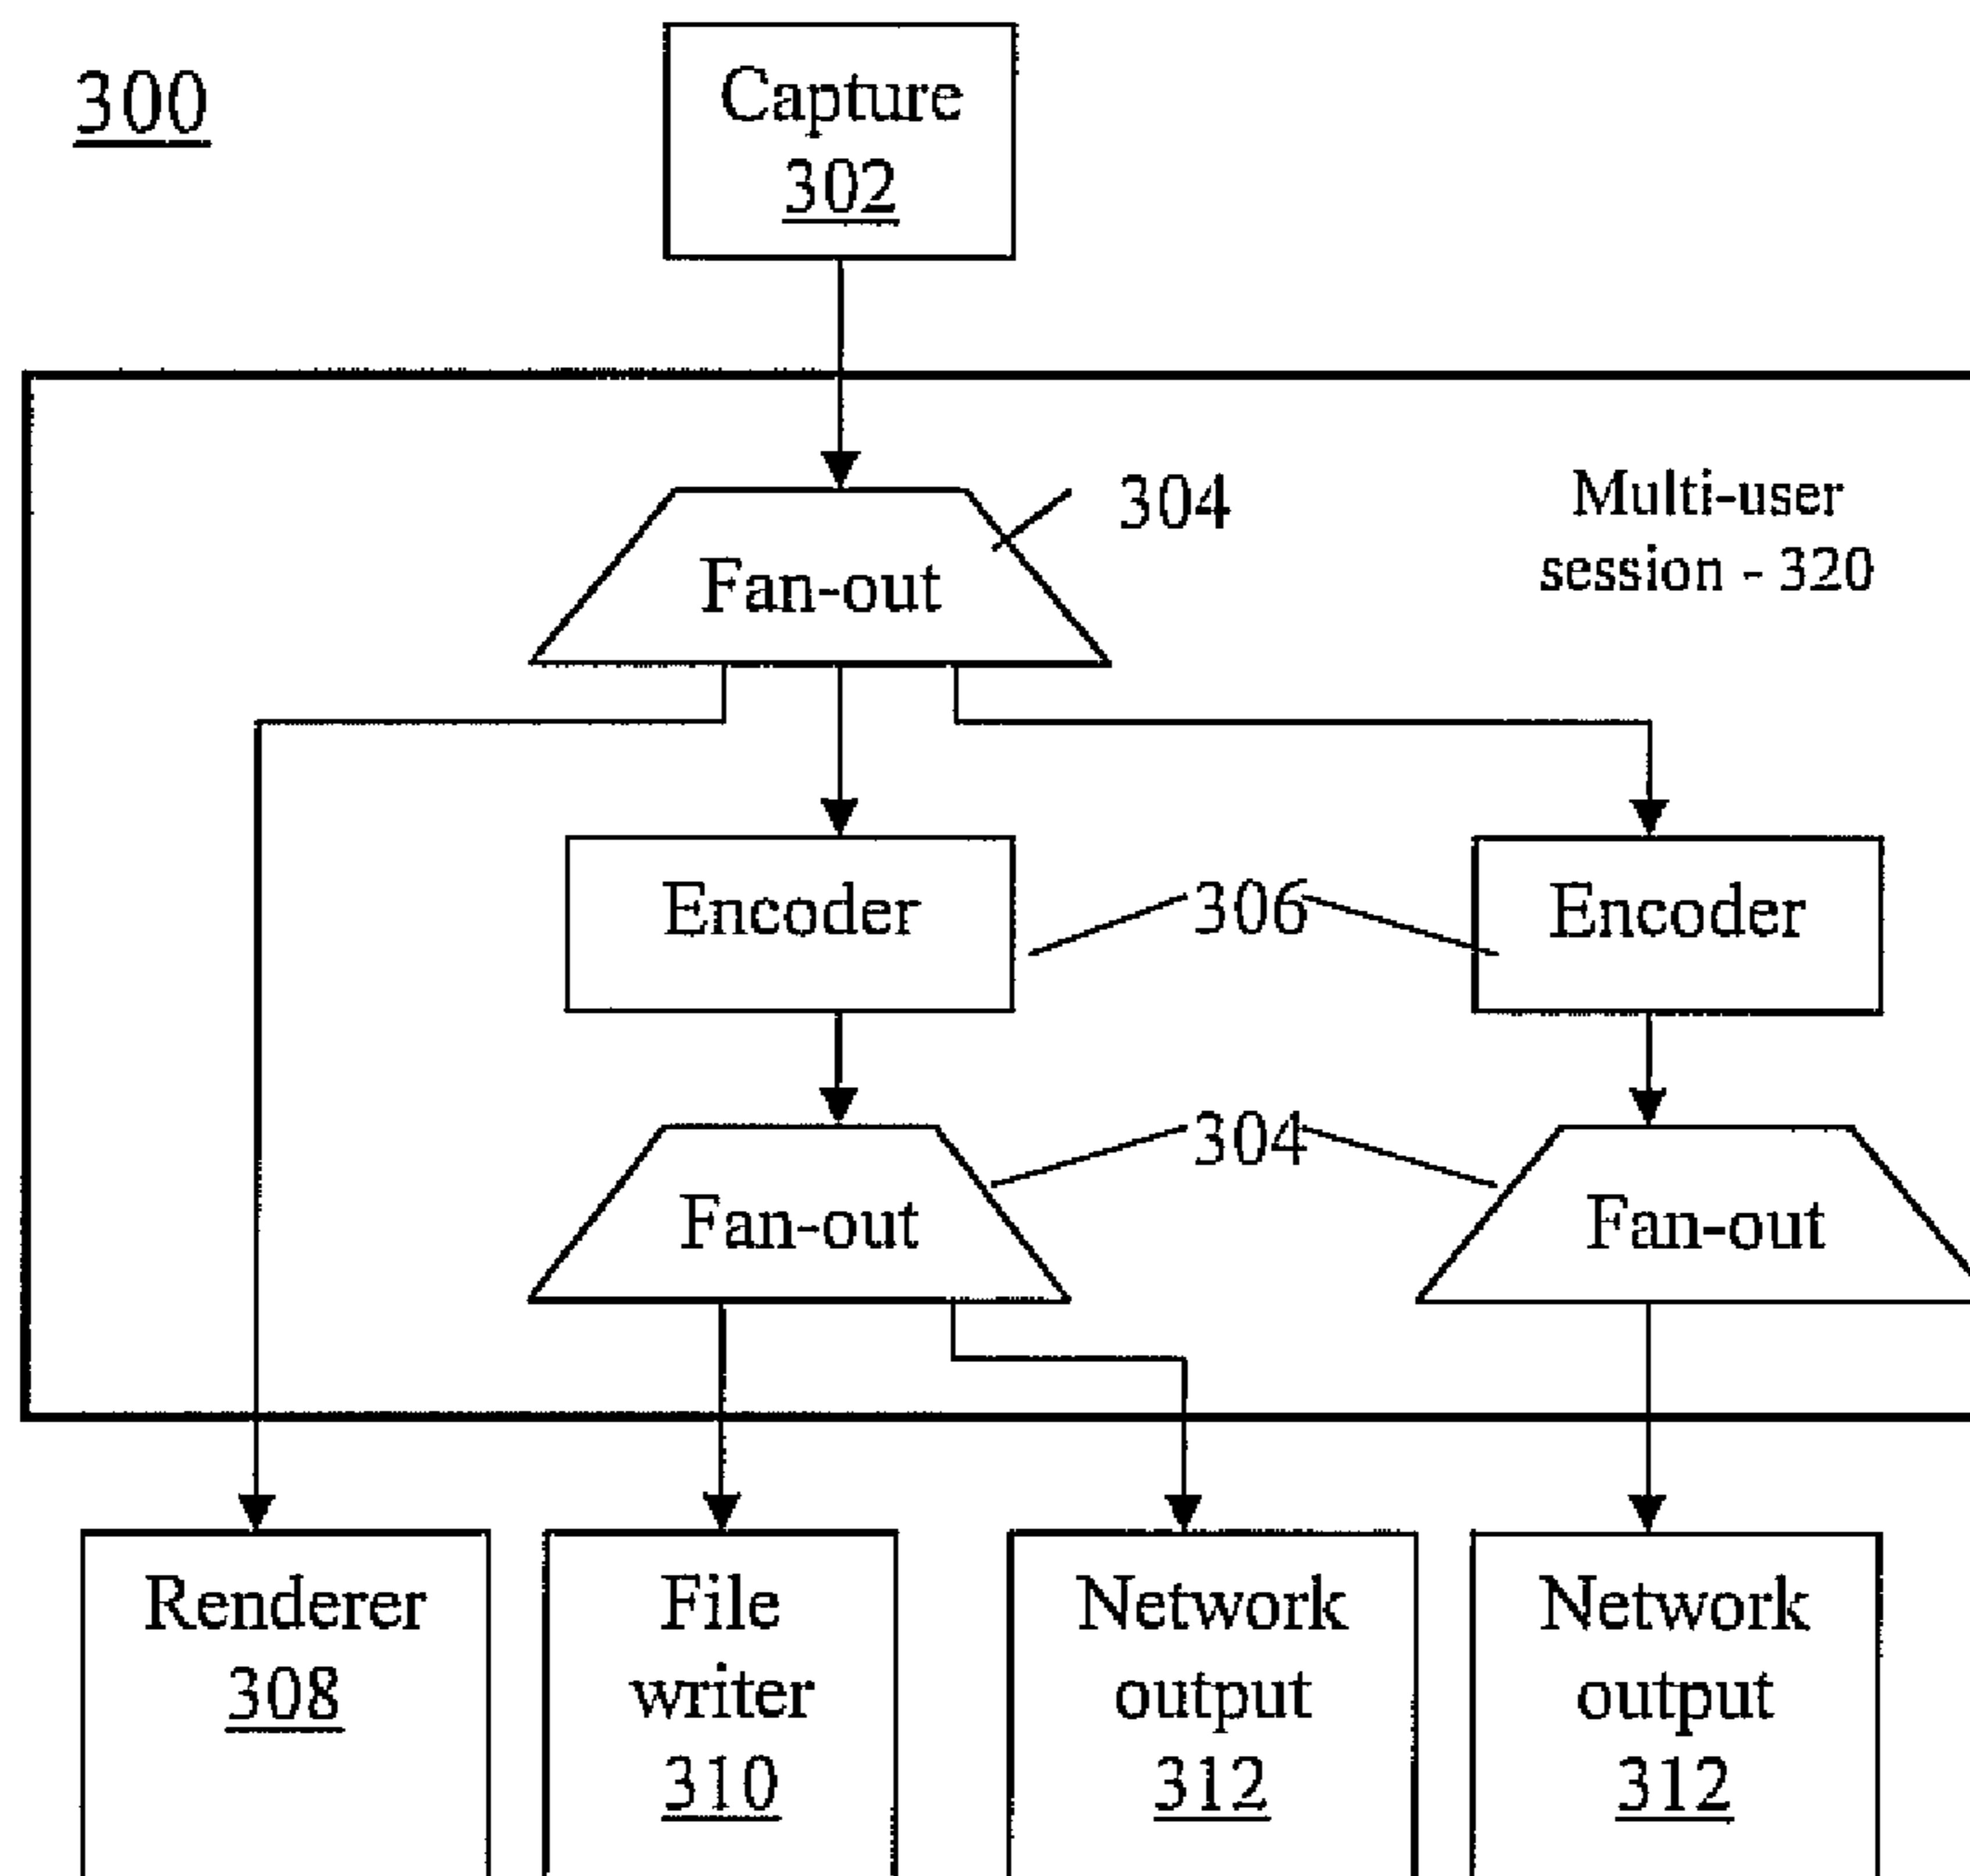 300
Capture
302
304
Fan-out
Multi-user
session - 320
Encoder
306
Encoder
Fan-out
304
Fan-out
Renderer
308
File
writer
310
Network
output
312
Network
output
312